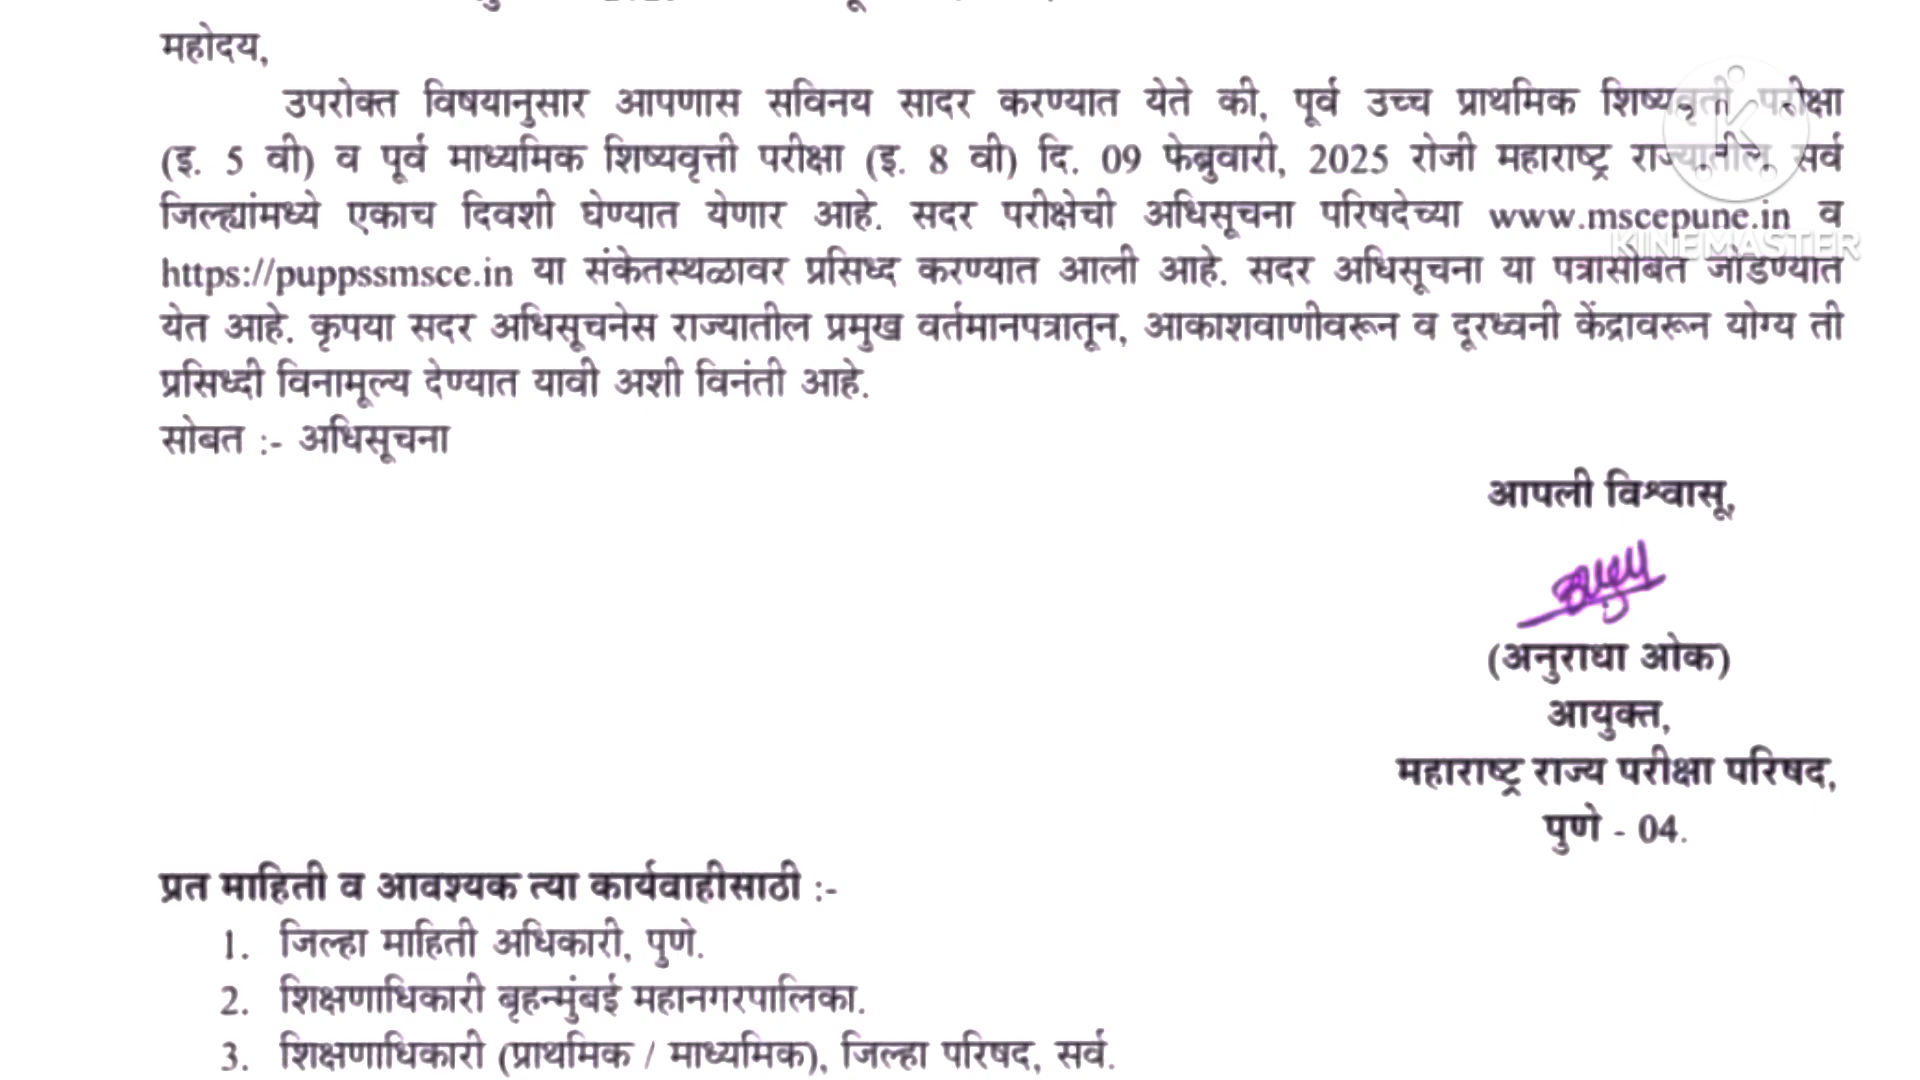 महोदय,
उपरोक्त विषयानुसार आपणास सविनय सादर करण्यात येते की, पूर्व उच्च प्राथमिक शिष्यवृत्ती परीक्षा
(इ. 5 वी) व पूर्व माध्यमिक शिष्यवृत्ती परीक्षा (इ. 8 वी) दि. 09 फेब्रुवारी, 2025 रोजी महाराष्ट्र राज्यातील सर्व
जिल्ह्यांमध्ये एकाच दिवशी घेण्यात येणार आहे. सदर परीक्षेची अधिसूचना परिषदेच्या www.mscepune.in व
KINEMASTER
https://puppssmsce.in या संकेतस्थळावर प्रसिध्द करण्यात आली आहे. सदर अधिसूचना या पत्रासोबत जोडण्यात
येत आहे. कृपया सदर अधिसूचनेस राज्यातील प्रमुख वर्तमानपत्रातून, आकाशवाणीवरून व दूरध्वनी केंद्रावरून योग्य ती
प्रसिध्दी विनामूल्य देण्यात यावी अशी विनंती आहे.
सोबत :- अधिसूचना
आपली विश्वासू,
(अनुराधा ओक)
आयुक्त,
महाराष्ट्र राज्य परीक्षा परिषद,
पुणे - 04.
प्रत माहिती व आवश्यक त्या कार्यवाहीसाठी :-
1. जिल्हा माहिती अधिकारी, पुणे.
2. शिक्षणाधिकारी बृहन्मुंबई महानगरपालिका.
3. शिक्षणाधिकारी (प्राथमिक / माध्यमिक), जिल्हा परिषद, सर्व.